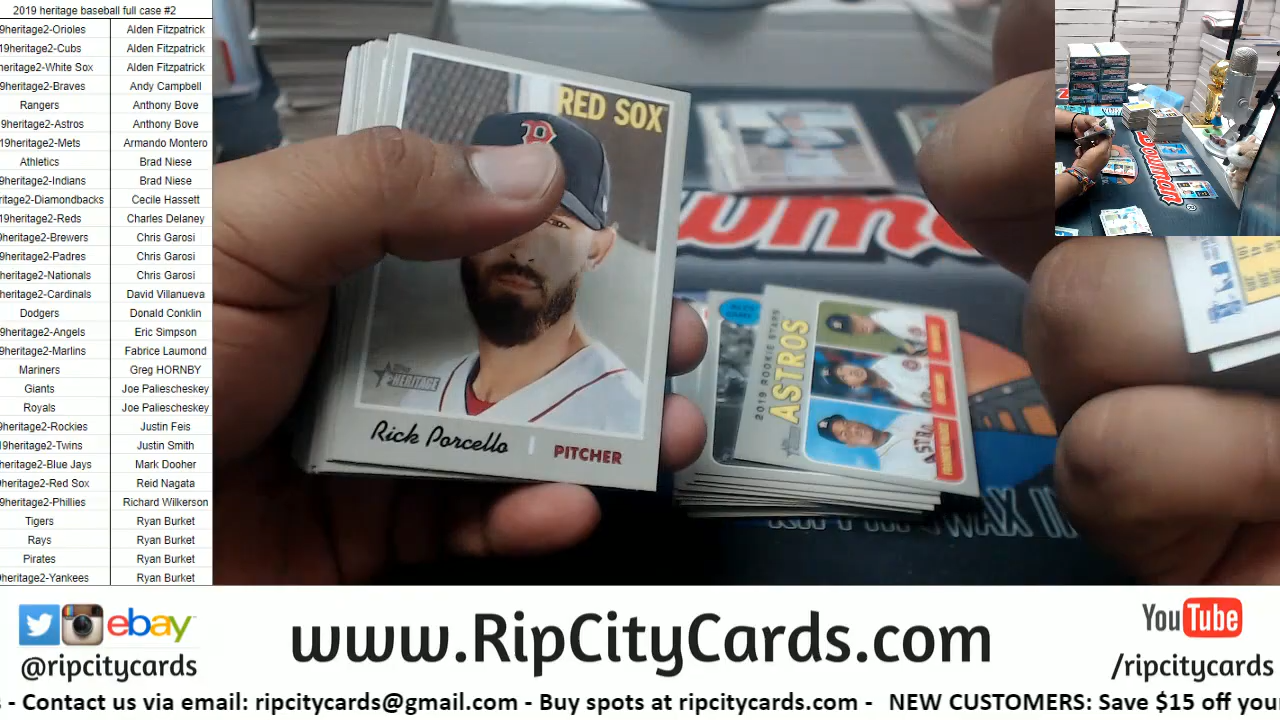 2019 heritage baseball full case #2
9heritage2-Orioles Alden Fitzpatrick
19heritage2-Cubs Alden Fitzpatrick
heritage2-White Sox Alden Fitzpatrick
9heritage2-Braves Andy Campbell
Rangers Anthony Bove
9heritage2-Astros Anthony Bove
19heritage2-Mets Armando Montero
Athletics Brad Niese
9heritage2-Indians Brad Niese
ritage2-Diamondbacks Cecile Hassett
19heritage2-Reds Charles Delaney
9heritage2-Brewers Chris Garosi
9heritage2-Padres Chris Garosi
heritage2-Nationals Chris Garosi
heritage2-Cardinals David Villanueva
Dodgers Donald Conklin
9heritage2-Angels Eric Simpson
9heritage2-Marlins Fabrice Laumond
Mariners Greg HORNBY
Giants Joe Paliescheskey
Royals Joe Paliescheskey
9heritage2-Rockies Justin Feis
19heritage2-Twins Justin Smith
heritage2-Blue Jays Mark Dooher
heritage2-Red Sox Reid Nagata
9heritage2-Phillies Richard Wilkerson
Tigers Ryan Burket
Rays Ryan Burket
Pirates Ryan Burket
heritage2-Yankees Ryan Burket
RED SOX
B
HERITAGE
Rick Porcello PITCHER
2019 ROOKIE STARS
ASTROS
Bowman
ebay
@ripcitycards
www.RipCityCards.com
YouTube
/ripcitycards
- Contact us via email: ripcitycards@gmail.com - Buy spots at ripcitycards.com - NEW CUSTOMERS: Save $15 off your